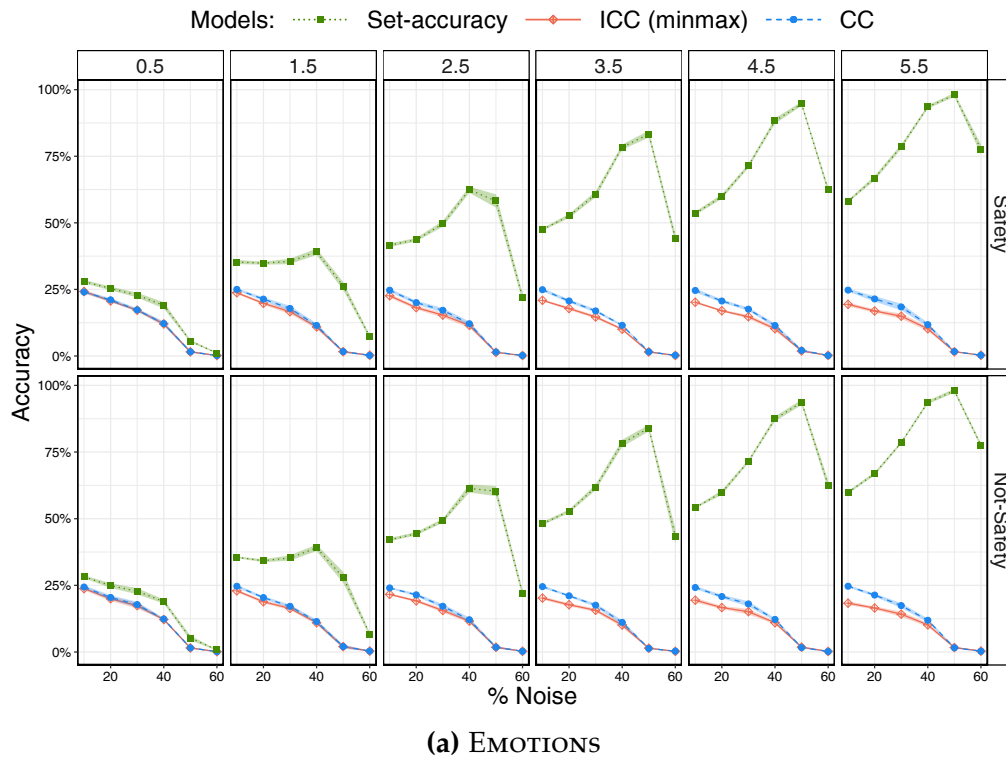 Models: Set-accuracy ICC (minmax) CC
0.5 1.5 2.5 3.5 4.5 5.5
100%
75%
50%
25%
0%
Safety
100%
75%
50%
25%
0%
Not-Safety
Accuracy
20 40 60 20 40 60 20 40 60 20 40 60 20 40 60 20 40 60
% Noise
(a) EMOTIONS